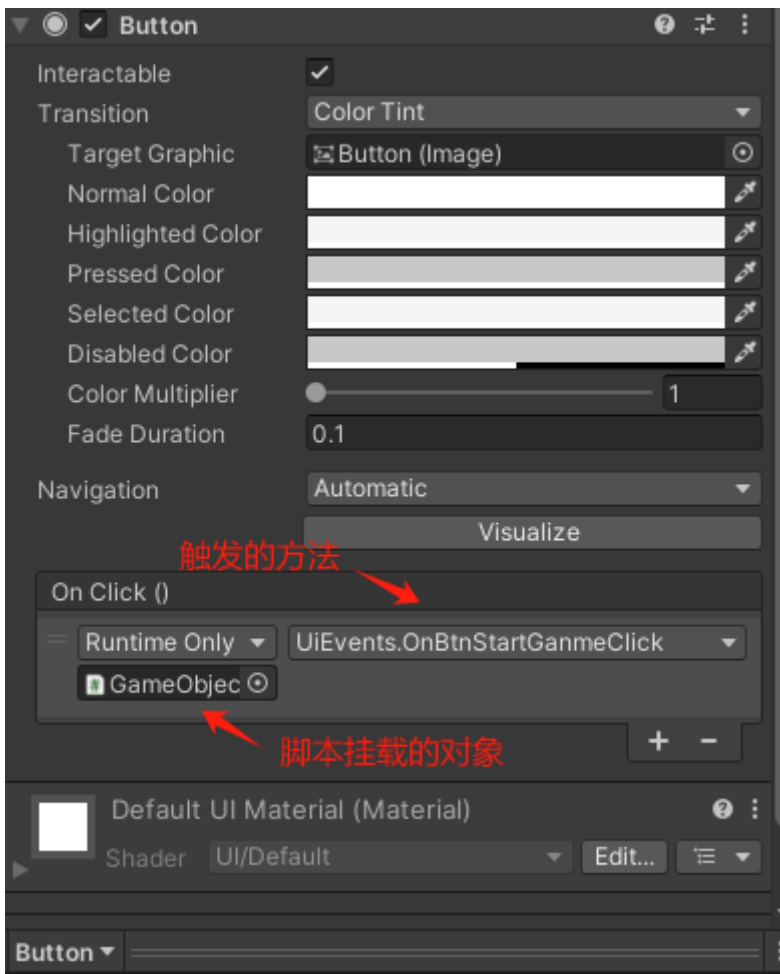 Button
Interactable
Transition Color Tint
Target Graphic Button (Image)
Normal Color
Highlighted Color
Pressed Color
Selected Color
Disabled Color
Color Multiplier 1
Fade Duration 0.1
Navigation Automatic
Visualize
触发的方法
On Click ()
Runtime Only UiEvents.OnBtnStartGanmeClick
GameObjec
脚本挂载的对象
Default UI Material (Material)
Shader UI/Default Edit...
Button